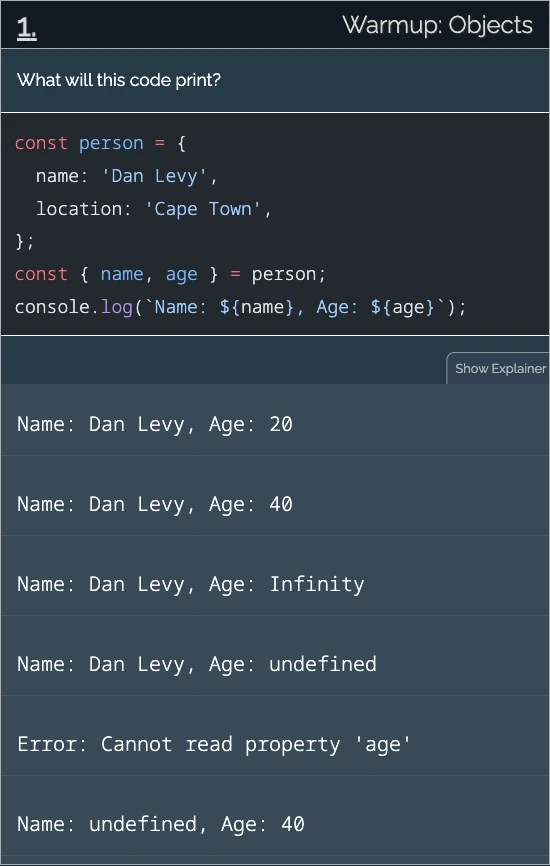 1.
Warmup: Objects
What will this code print?
const person = {
  name: 'Dan Levy',
  location: 'Cape Town',
};
const { name, age } = person;
console.log(`Name: ${name}, Age: ${age}`);
Show Explainer
Name: Dan Levy, Age: 20
Name: Dan Levy, Age: 40
Name: Dan Levy, Age: Infinity
Name: Dan Levy, Age: undefined
Error: Cannot read property 'age'
Name: undefined, Age: 40